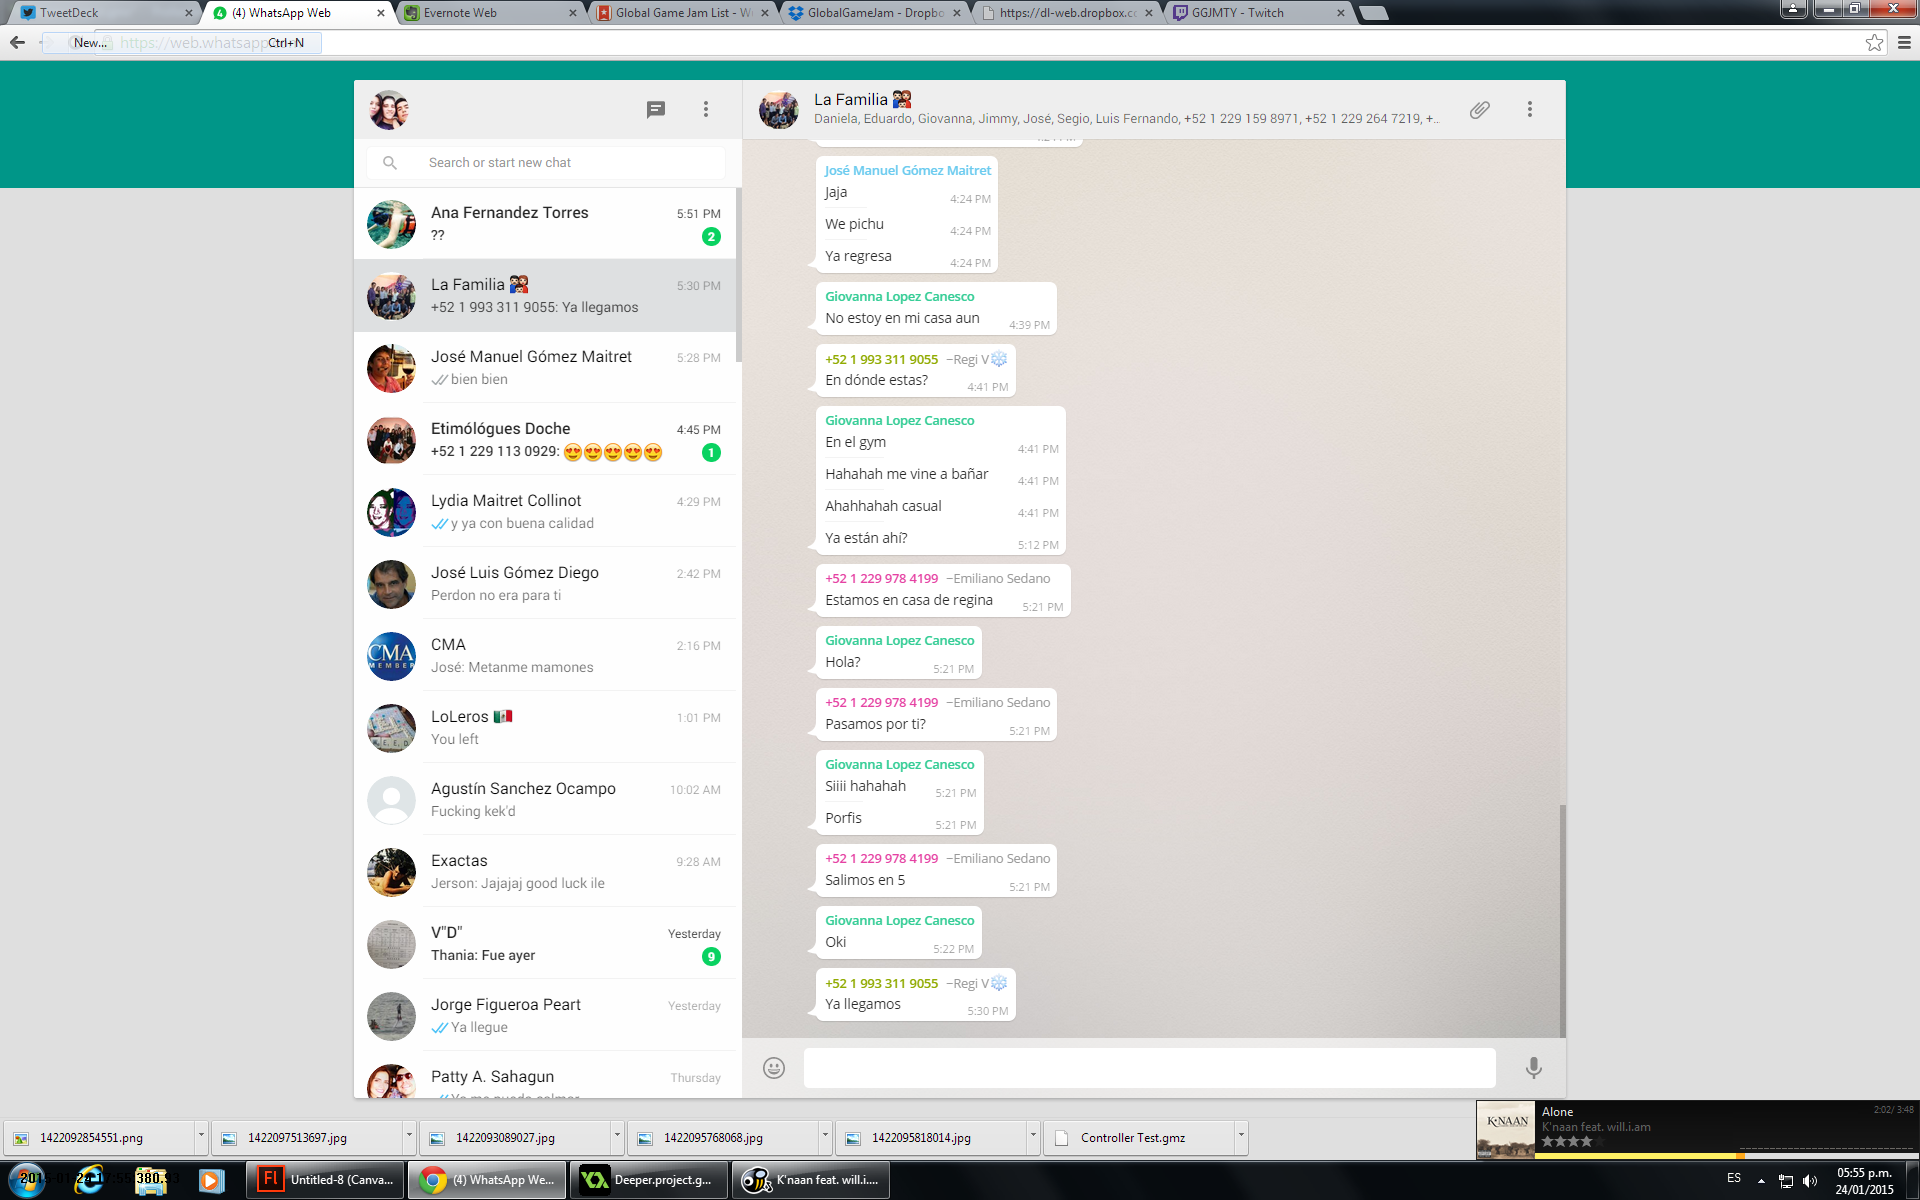 TweetDeck
(4) WhatsApp Web
Evernote Web
Global Game Jam List - W
GlobalGameJam - Dropbo
https://dl-web.dropbox.c
GGJMTY - Twitch
New... Ctrl+N
https://web.whatsapp
La Familia
Daniela, Eduardo, Giovanna, Jimmy, José, Segio, Luis Fernando, +52 1 229 159 8971, +52 1 229 264 7219, +...
Search or start new chat
Ana Fernandez Torres 5:51 PM
?? 2
La Familia 5:30 PM
+52 1 993 311 9055: Ya llegamos
José Manuel Gómez Maitret 5:28 PM
bien bien
Etimólógues Doche 4:45 PM
+52 1 229 113 0929: 😍😍😍😍😍 1
Lydia Maitret Collinot 4:29 PM
y ya con buena calidad
José Luis Gómez Diego 2:42 PM
Perdon no era para ti
CMA
MEMBER
CMA 2:16 PM
José: Metanme mamones
LoLeros 🇲🇽 1:01 PM
You left
Agustín Sanchez Ocampo 10:02 AM
Fucking kek'd
Exactas 9:28 AM
Jerson: Jajajaj good luck ile
V"D" Yesterday
Thania: Fue ayer 9
Jorge Figueroa Peart Yesterday
Ya llegue
Patty A. Sahagun Thursday
José Manuel Gómez Maitret
Jaja 4:24 PM
We pichu 4:24 PM
Ya regresa 4:24 PM
Giovanna Lopez Canesco
No estoy en mi casa aun 4:39 PM
+52 1 993 311 9055 ~Regi V❄️
En dónde estas? 4:41 PM
Giovanna Lopez Canesco
En el gym 4:41 PM
Hahahah me vine a bañar 4:41 PM
Ahahhahah casual 4:41 PM
Ya están ahí? 5:12 PM
+52 1 229 978 4199 ~Emiliano Sedano
Estamos en casa de regina 5:21 PM
Giovanna Lopez Canesco
Hola? 5:21 PM
+52 1 229 978 4199 ~Emiliano Sedano
Pasamos por ti? 5:21 PM
Giovanna Lopez Canesco
Siiii hahahah 5:21 PM
Porfis 5:21 PM
+52 1 229 978 4199 ~Emiliano Sedano
Salimos en 5 5:21 PM
Giovanna Lopez Canesco
Oki 5:22 PM
+52 1 993 311 9055 ~Regi V❄️
Ya llegamos 5:30 PM
1422092854551.png
1422097513697.jpg
1422093089027.jpg
1422095768068.jpg
1422095818014.jpg
Controller Test.gmz
K'NAAN
Alone 2:02/ 3:48
K'naan feat. will.i.am
Untitled-8 (Canva...
(4) WhatsApp We...
Deeper.project.g...
K'naan feat. will.i....
ES
05:55 p.m.
24/01/2015